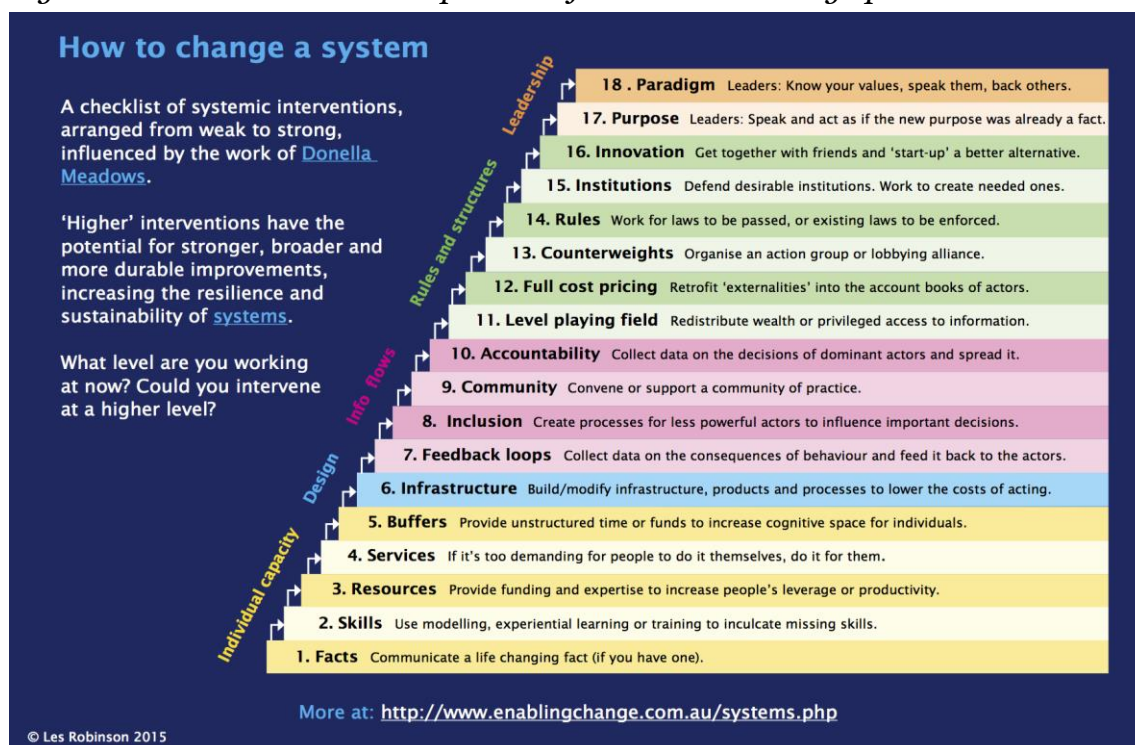 How to change a system
A checklist of systemic interventions,
arranged from weak to strong,
influenced by the work of Donella
Meadows.
‘Higher’ interventions have the
potential for stronger, broader and
more durable improvements,
increasing the resilience and
sustainability of systems.
What level are you working
at now? Could you intervene
at a higher level?
Leadership
18 . Paradigm Leaders: Know your values, speak them, back others.
17. Purpose Leaders: Speak and act as if the new purpose was already a fact.
Rules and structures
16. Innovation Get together with friends and ‘start-up’ a better alternative.
15. Institutions Defend desirable institutions. Work to create needed ones.
14. Rules Work for laws to be passed, or existing laws to be enforced.
13. Counterweights Organise an action group or lobbying alliance.
12. Full cost pricing Retrofit ‘externalities’ into the account books of actors.
11. Level playing field Redistribute wealth or privileged access to information.
Info flows
10. Accountability Collect data on the decisions of dominant actors and spread it.
9. Community Convene or support a community of practice.
8. Inclusion Create processes for less powerful actors to influence important decisions.
7. Feedback loops Collect data on the consequences of behaviour and feed it back to the actors.
Design
6. Infrastructure Build/modify infrastructure, products and processes to lower the costs of acting.
Individual capacity
5. Buffers Provide unstructured time or funds to increase cognitive space for individuals.
4. Services If it’s too demanding for people to do it themselves, do it for them.
3. Resources Provide funding and expertise to increase people’s leverage or productivity.
2. Skills Use modelling, experiential learning or training to inculcate missing skills.
1. Facts Communicate a life changing fact (if you have one).
More at: http://www.enablingchange.com.au/systems.php
© Les Robinson 2015